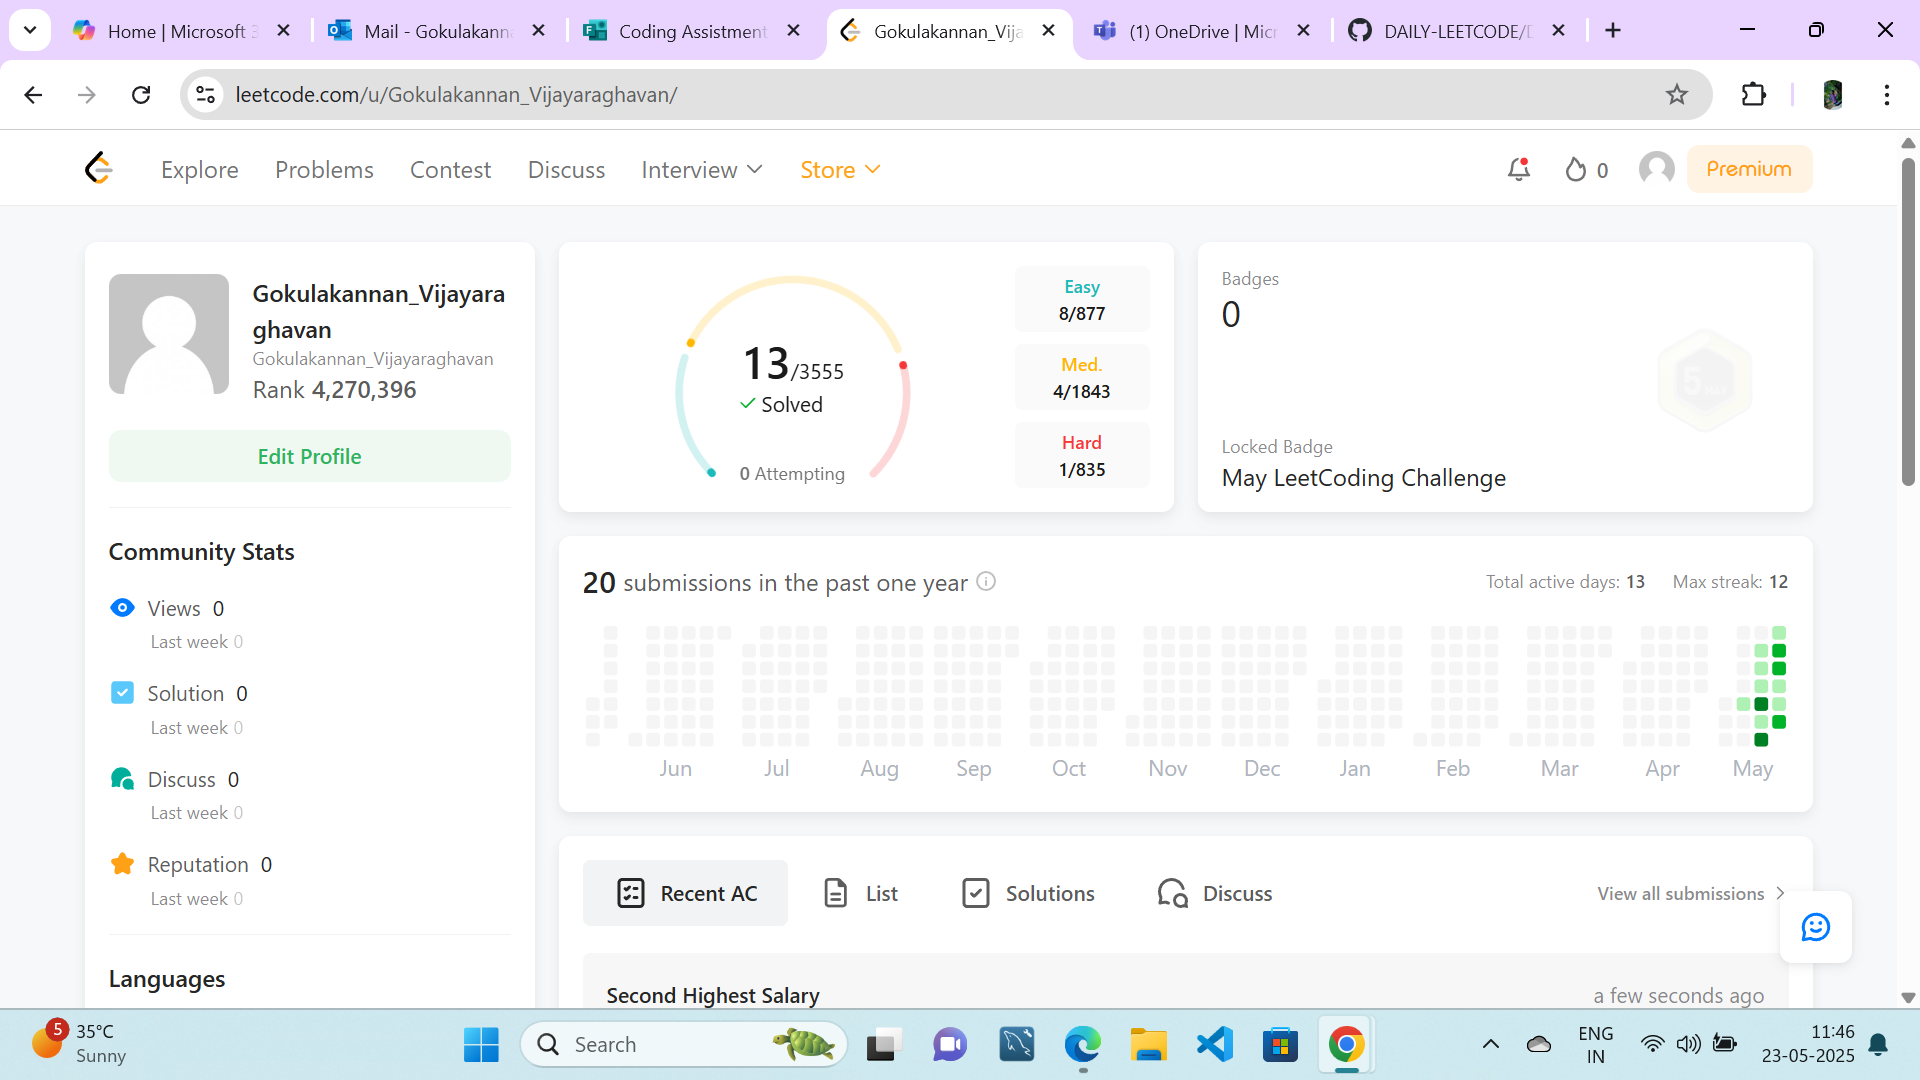 Home | Microsoft 3
Mail - Gokulakanna
Coding Assistment
Gokulakannan_Vija
(1) OneDrive | Micr
DAILY-LEETCODE/D
leetcode.com/u/Gokulakannan_Vijayaraghavan/
Explore
Problems
Contest
Discuss
Interview
Store
0
Premium
Gokulakannan_Vijayara
ghavan
Gokulakannan_Vijayaraghavan
Rank 4,270,396
Edit Profile
Community Stats
Views 0
Last week 0
Solution 0
Last week 0
Discuss 0
Last week 0
Reputation 0
Last week 0
Languages
13/3555
Solved
0 Attempting
Easy
8/877
Med.
4/1843
Hard
1/835
Badges
0
Locked Badge
May LeetCoding Challenge
20 submissions in the past one year
Total active days: 13
Max streak: 12
Jun
Jul
Aug
Sep
Oct
Nov
Dec
Jan
Feb
Mar
Apr
May
Recent AC
List
Solutions
Discuss
View all submissions
Second Highest Salary
a few seconds ago
5
35°C
Sunny
Search
ENG
IN
11:46
23-05-2025